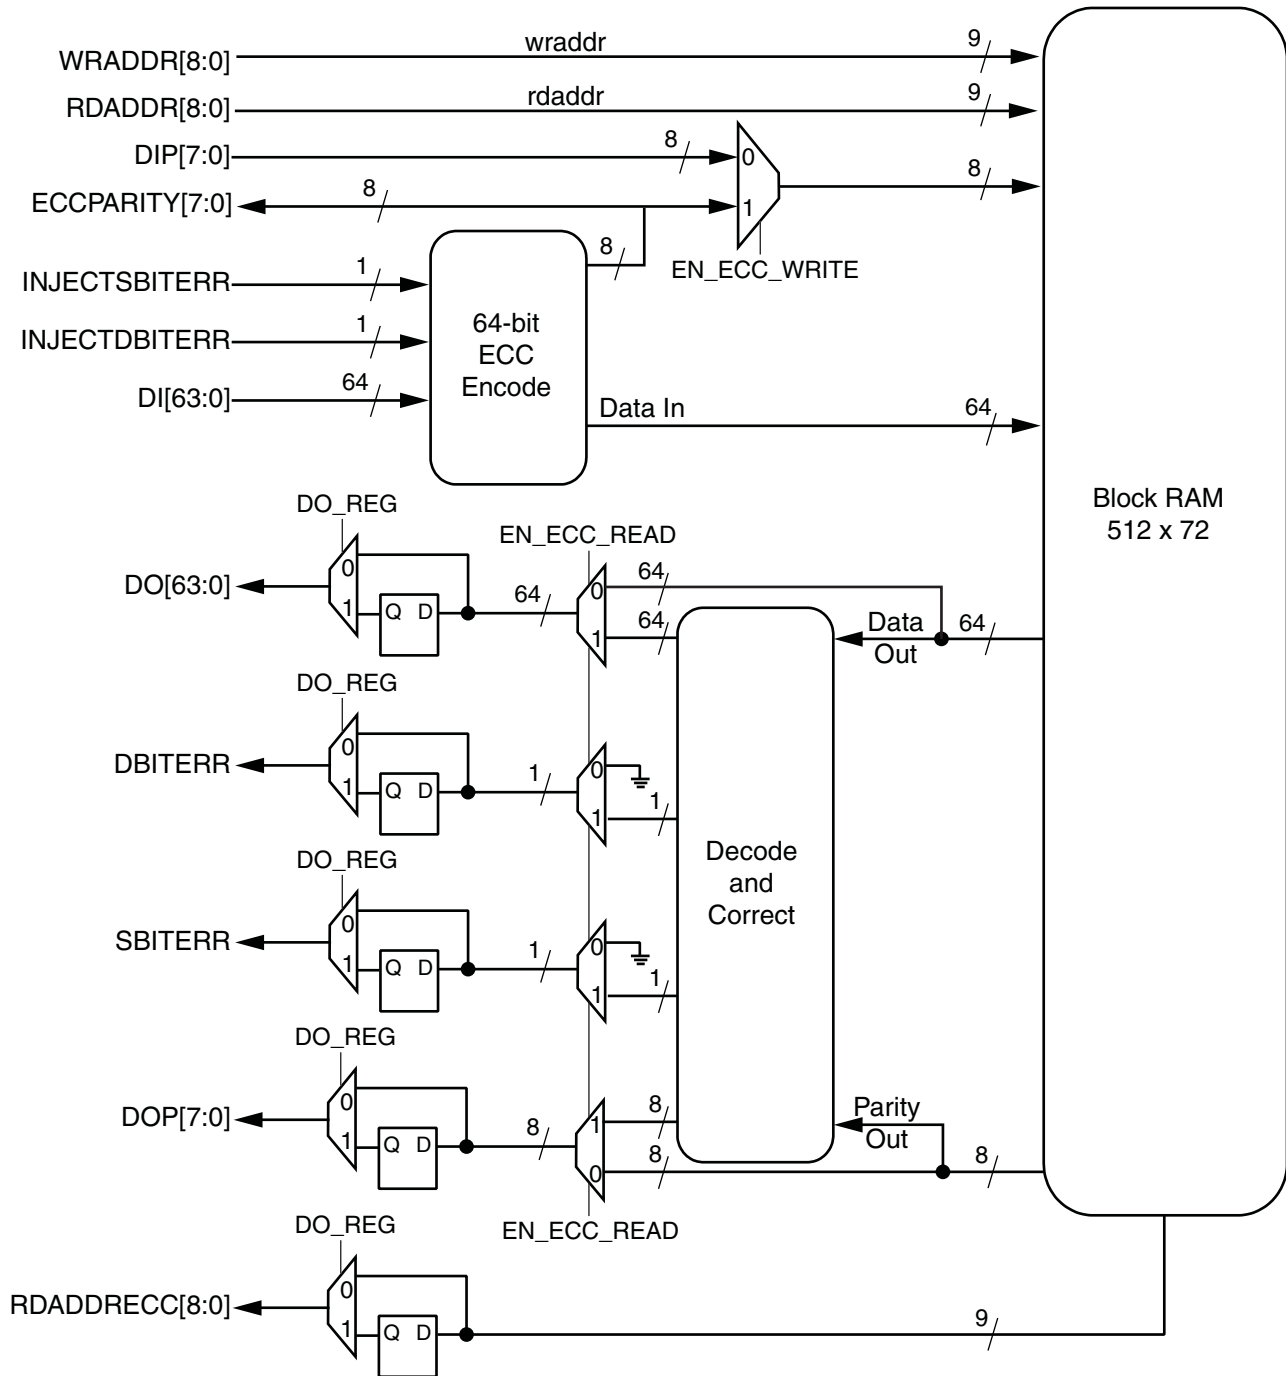 WRADDR[8:0]
wraddr
9
RDADDR[8:0]
rdaddr
9
DIP[7:0]
8
0
8
ECCPARITY[7:0]
8
1
8
EN_ECC_WRITE
INJECTSBITERR
1
INJECTDBITERR
1
DI[63:0]
64
64-bit
ECC
Encode
Data In
64
Block RAM
512 x 72
DO_REG
EN_ECC_READ
DO[63:0]
0
1
Q D
64
0
1
64
64
Data
Out
64
DO_REG
DBITERR
0
1
Q D
1
0
1
1
Decode
and
Correct
DO_REG
SBITERR
0
1
Q D
1
0
1
1
DO_REG
DOP[7:0]
0
1
Q D
8
1
0
8
8
Parity
Out
8
EN_ECC_READ
DO_REG
RDADDRECC[8:0]
0
1
Q D
9